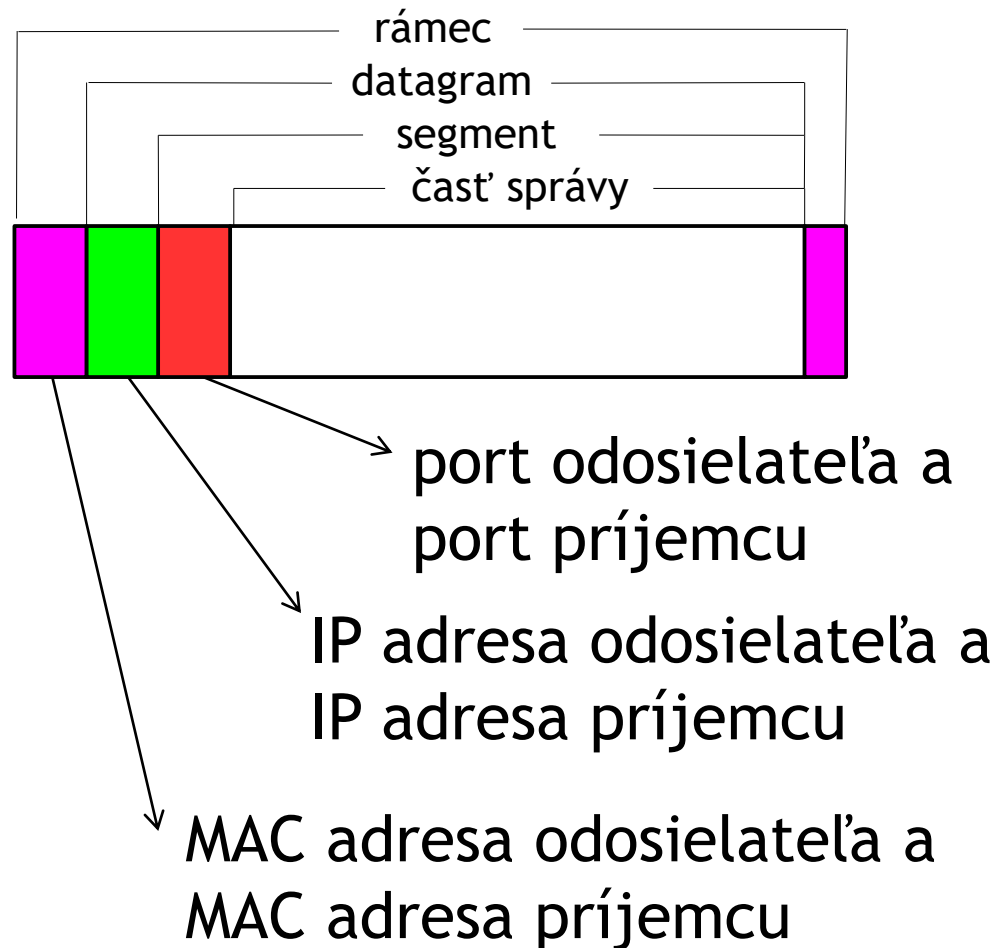 rámec
datagram
segment
časť správy
port odosielateľa a
port príjemcu
IP adresa odosielateľa a
IP adresa príjemcu
MAC adresa odosielateľa a
MAC adresa príjemcu